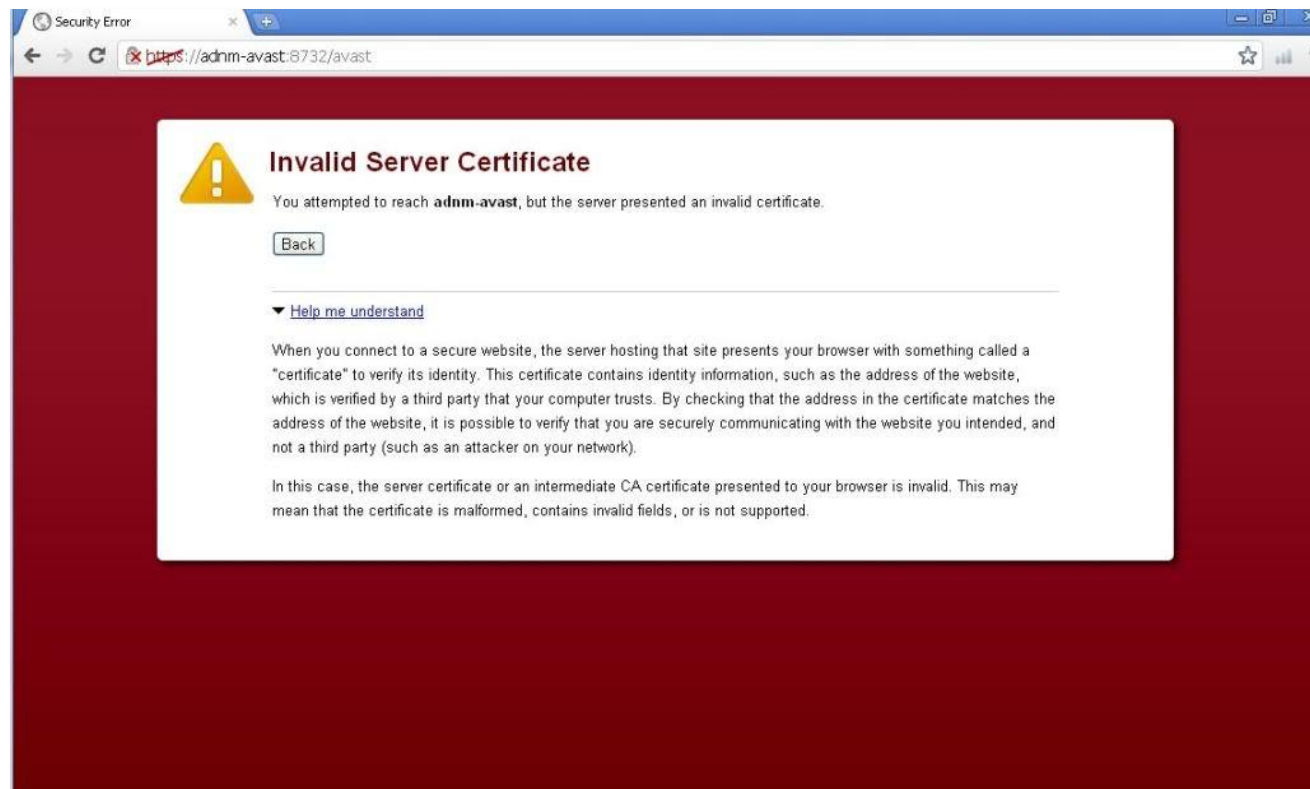 Security Error
https://adnm-avast:8732/avast
Invalid Server Certificate
You attempted to reach adnm-avast, but the server presented an invalid certificate.
Back
Help me understand
When you connect to a secure website, the server hosting that site presents your browser with something called a
"certificate" to verify its identity. This certificate contains identity information, such as the address of the website,
which is verified by a third party that your computer trusts. By checking that the address in the certificate matches the
address of the website, it is possible to verify that you are securely communicating with the website you intended, and
not a third party (such as an attacker on your network).
In this case, the server certificate or an intermediate CA certificate presented to your browser is invalid. This may
mean that the certificate is malformed, contains invalid fields, or is not supported.